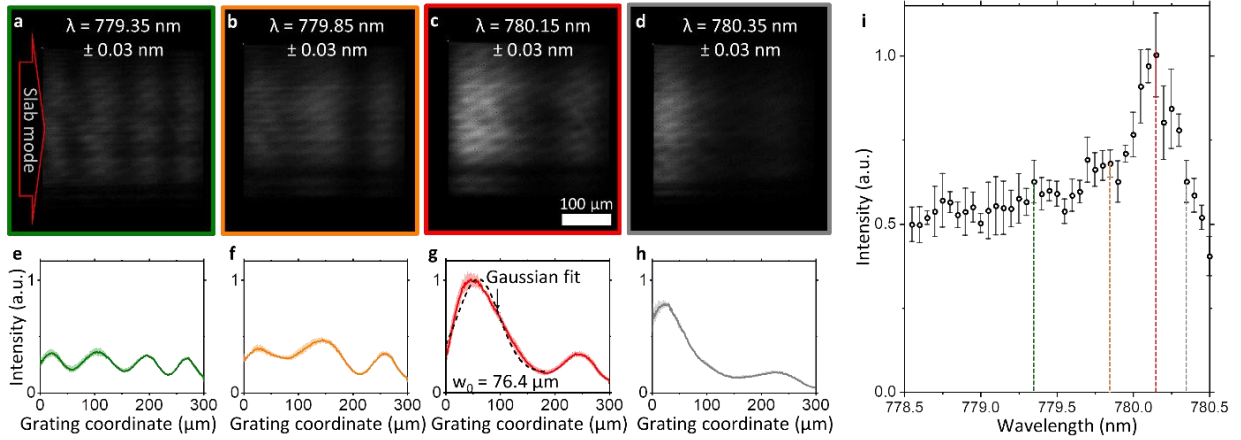 a
λ = 779.35 nm
± 0.03 nm
Slab mode
b
λ = 779.85 nm
± 0.03 nm
c
λ = 780.15 nm
± 0.03 nm
100 µm
d
λ = 780.35 nm
± 0.03 nm
e
Intensity (a.u.)
1
0
0 100 200 300
Grating coordinate (µm)
f
1
0
0 100 200 300
Grating coordinate (µm)
g
Gaussian fit
1
0
w₀ = 76.4 µm
0 100 200 300
Grating coordinate (µm)
h
1
0
0 100 200 300
Grating coordinate (µm)
i
Intensity (a.u.)
1.0
0.5
0.0
778.5 779.0 779.5 780.0 780.5
Wavelength (nm)